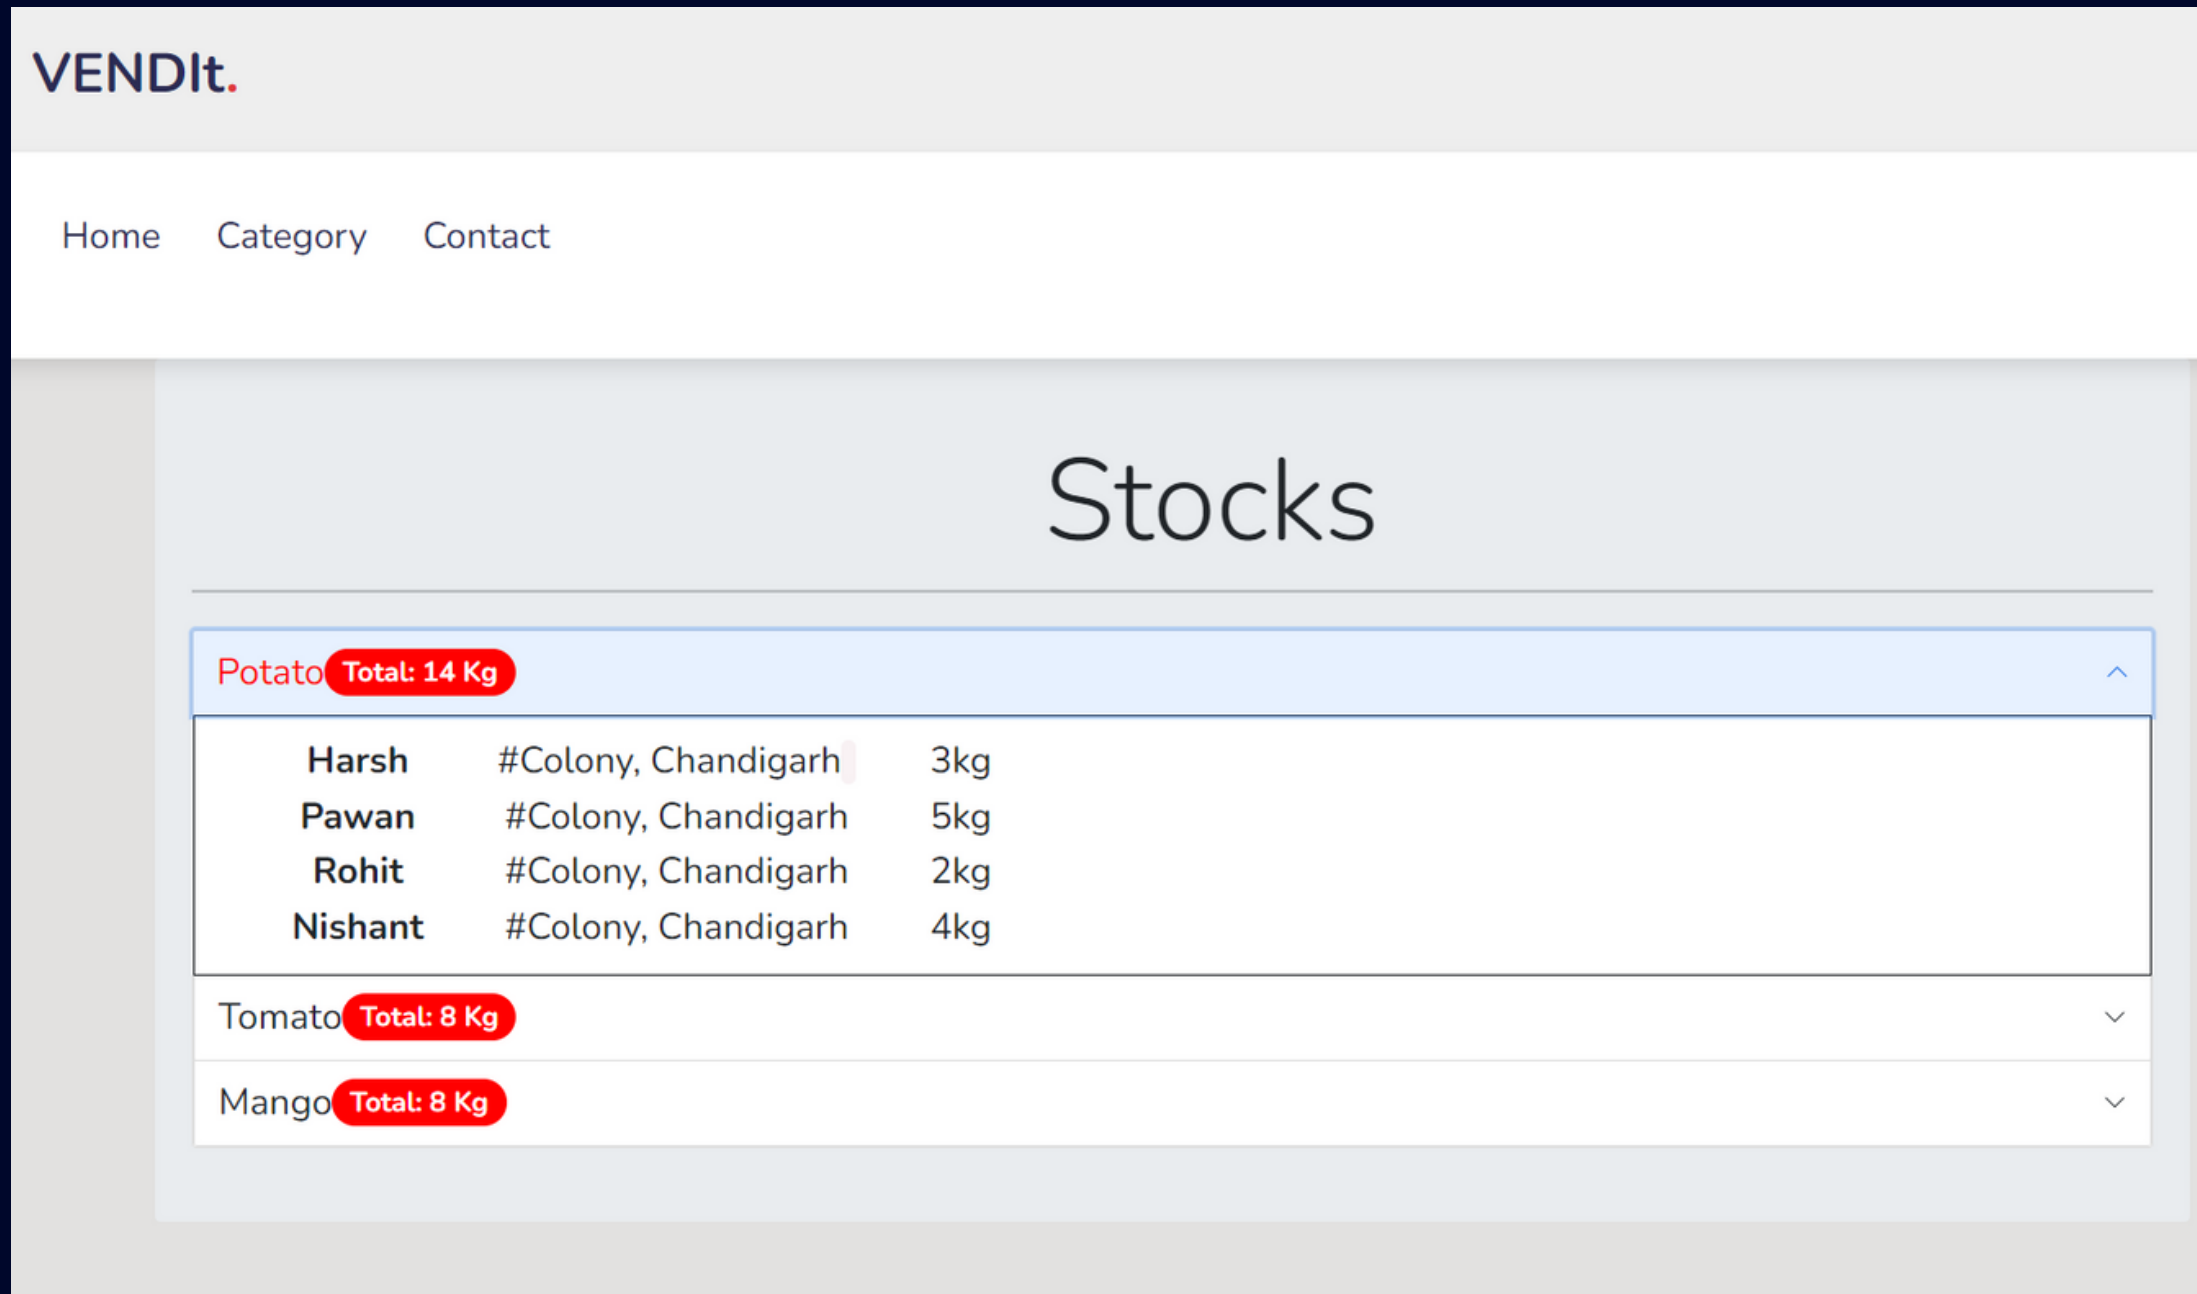 VENDIt.
Home Category Contact
Stocks
Potato Total: 14 Kg
Harsh #Colony, Chandigarh 3kg
Pawan #Colony, Chandigarh 5kg
Rohit #Colony, Chandigarh 2kg
Nishant #Colony, Chandigarh 4kg
Tomato Total: 8 Kg
Mango Total: 8 Kg